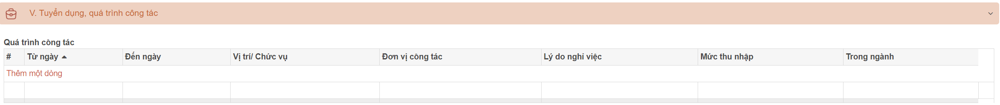 V. Tuyển dụng, quá trình công tác
Quá trình công tác
# Từ ngày Đến ngày Vị trí/ Chức vụ Đơn vị công tác Lý do nghỉ việc Mức thu nhập Trong ngành
Thêm một dòng